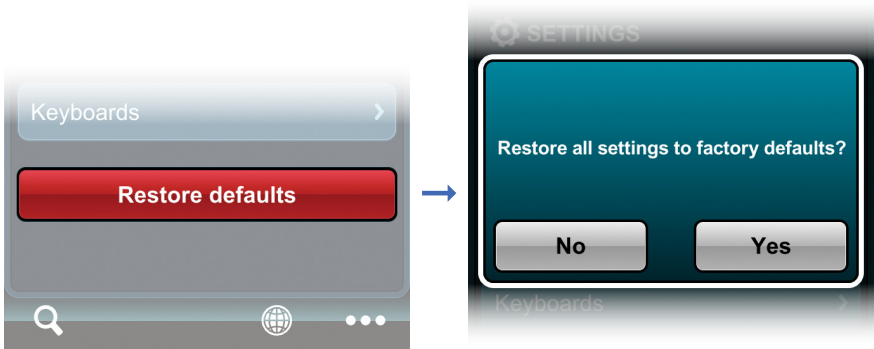 Keyboards
Restore defaults
SETTINGS
Restore all settings to factory defaults?
No
Yes
Keyboards